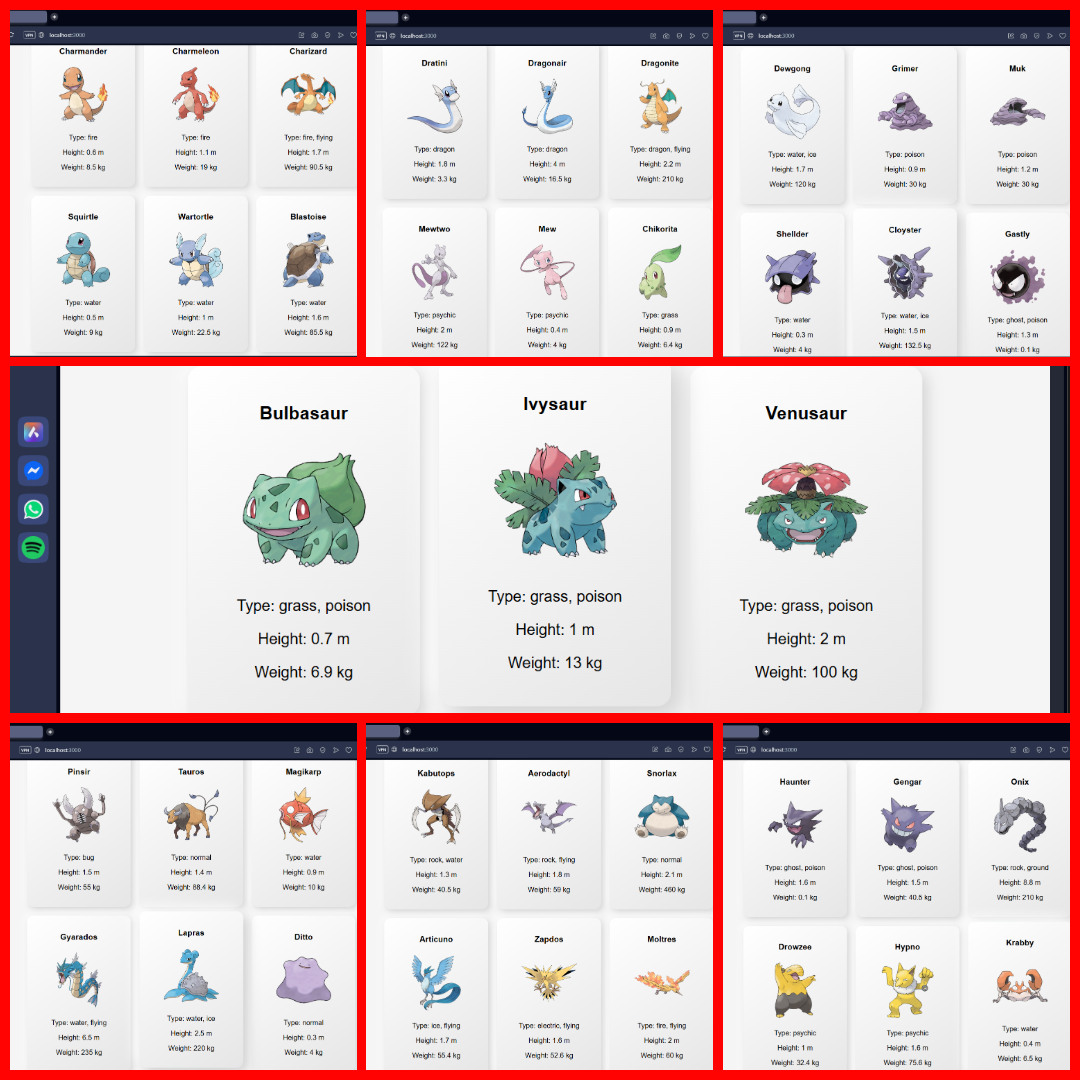 VPN localhost:3000
Charmander Charmeleon Charizard
Type: fire Type: fire Type: fire, flying
Height: 0.6 m Height: 1.1 m Height: 1.7 m
Weight: 8.5 kg Weight: 19 kg Weight: 90.5 kg
Squirtle Wartortle Blastoise
Type: water Type: water Type: water
Height: 0.5 m Height: 1 m Height: 1.6 m
Weight: 9 kg Weight: 22.5 kg Weight: 85.5 kg
VPN localhost:3000
Dratini Dragonair Dragonite
Type: dragon Type: dragon Type: dragon, flying
Height: 1.8 m Height: 4 m Height: 2.2 m
Weight: 3.3 kg Weight: 16.5 kg Weight: 210 kg
Mewtwo Mew Chikorita
Type: psychic Type: psychic Type: grass
Height: 2 m Height: 0.4 m Height: 0.9 m
Weight: 122 kg Weight: 4 kg Weight: 6.4 kg
VPN localhost:3000
Dewgong Grimer Muk
Type: water, ice Type: poison Type: poison
Height: 1.7 m Height: 0.9 m Height: 1.2 m
Weight: 120 kg Weight: 30 kg Weight: 30 kg
Shellder Cloyster Gastly
Type: water Type: water, ice Type: ghost, poison
Height: 0.3 m Height: 1.5 m Height: 1.3 m
Weight: 4 kg Weight: 132.5 kg Weight: 0.1 kg
Bulbasaur Ivysaur Venusaur
Type: grass, poison Type: grass, poison Type: grass, poison
Height: 0.7 m Height: 1 m Height: 2 m
Weight: 6.9 kg Weight: 13 kg Weight: 100 kg
VPN localhost:3000
Pinsir Tauros Magikarp
Type: bug Type: normal Type: water
Height: 1.5 m Height: 1.4 m Height: 0.9 m
Weight: 55 kg Weight: 88.4 kg Weight: 10 kg
Gyarados Lapras Ditto
Type: water, flying Type: water, ice Type: normal
Height: 6.5 m Height: 2.5 m Height: 0.3 m
Weight: 235 kg Weight: 220 kg Weight: 4 kg
VPN localhost:3000
Kabutops Aerodactyl Snorlax
Type: rock, water Type: rock, flying Type: normal
Height: 1.3 m Height: 1.8 m Height: 2.1 m
Weight: 40.5 kg Weight: 59 kg Weight: 460 kg
Articuno Zapdos Moltres
Type: ice, flying Type: electric, flying Type: fire, flying
Height: 1.7 m Height: 1.6 m Height: 2 m
Weight: 55.4 kg Weight: 52.6 kg Weight: 60 kg
VPN localhost:3000
Haunter Gengar Onix
Type: ghost, poison Type: ghost, poison Type: rock, ground
Height: 1.6 m Height: 1.5 m Height: 8.8 m
Weight: 0.1 kg Weight: 40.5 kg Weight: 210 kg
Drowzee Hypno Krabby
Type: psychic Type: psychic Type: water
Height: 1 m Height: 1.6 m Height: 0.4 m
Weight: 32.4 kg Weight: 75.6 kg Weight: 6.5 kg